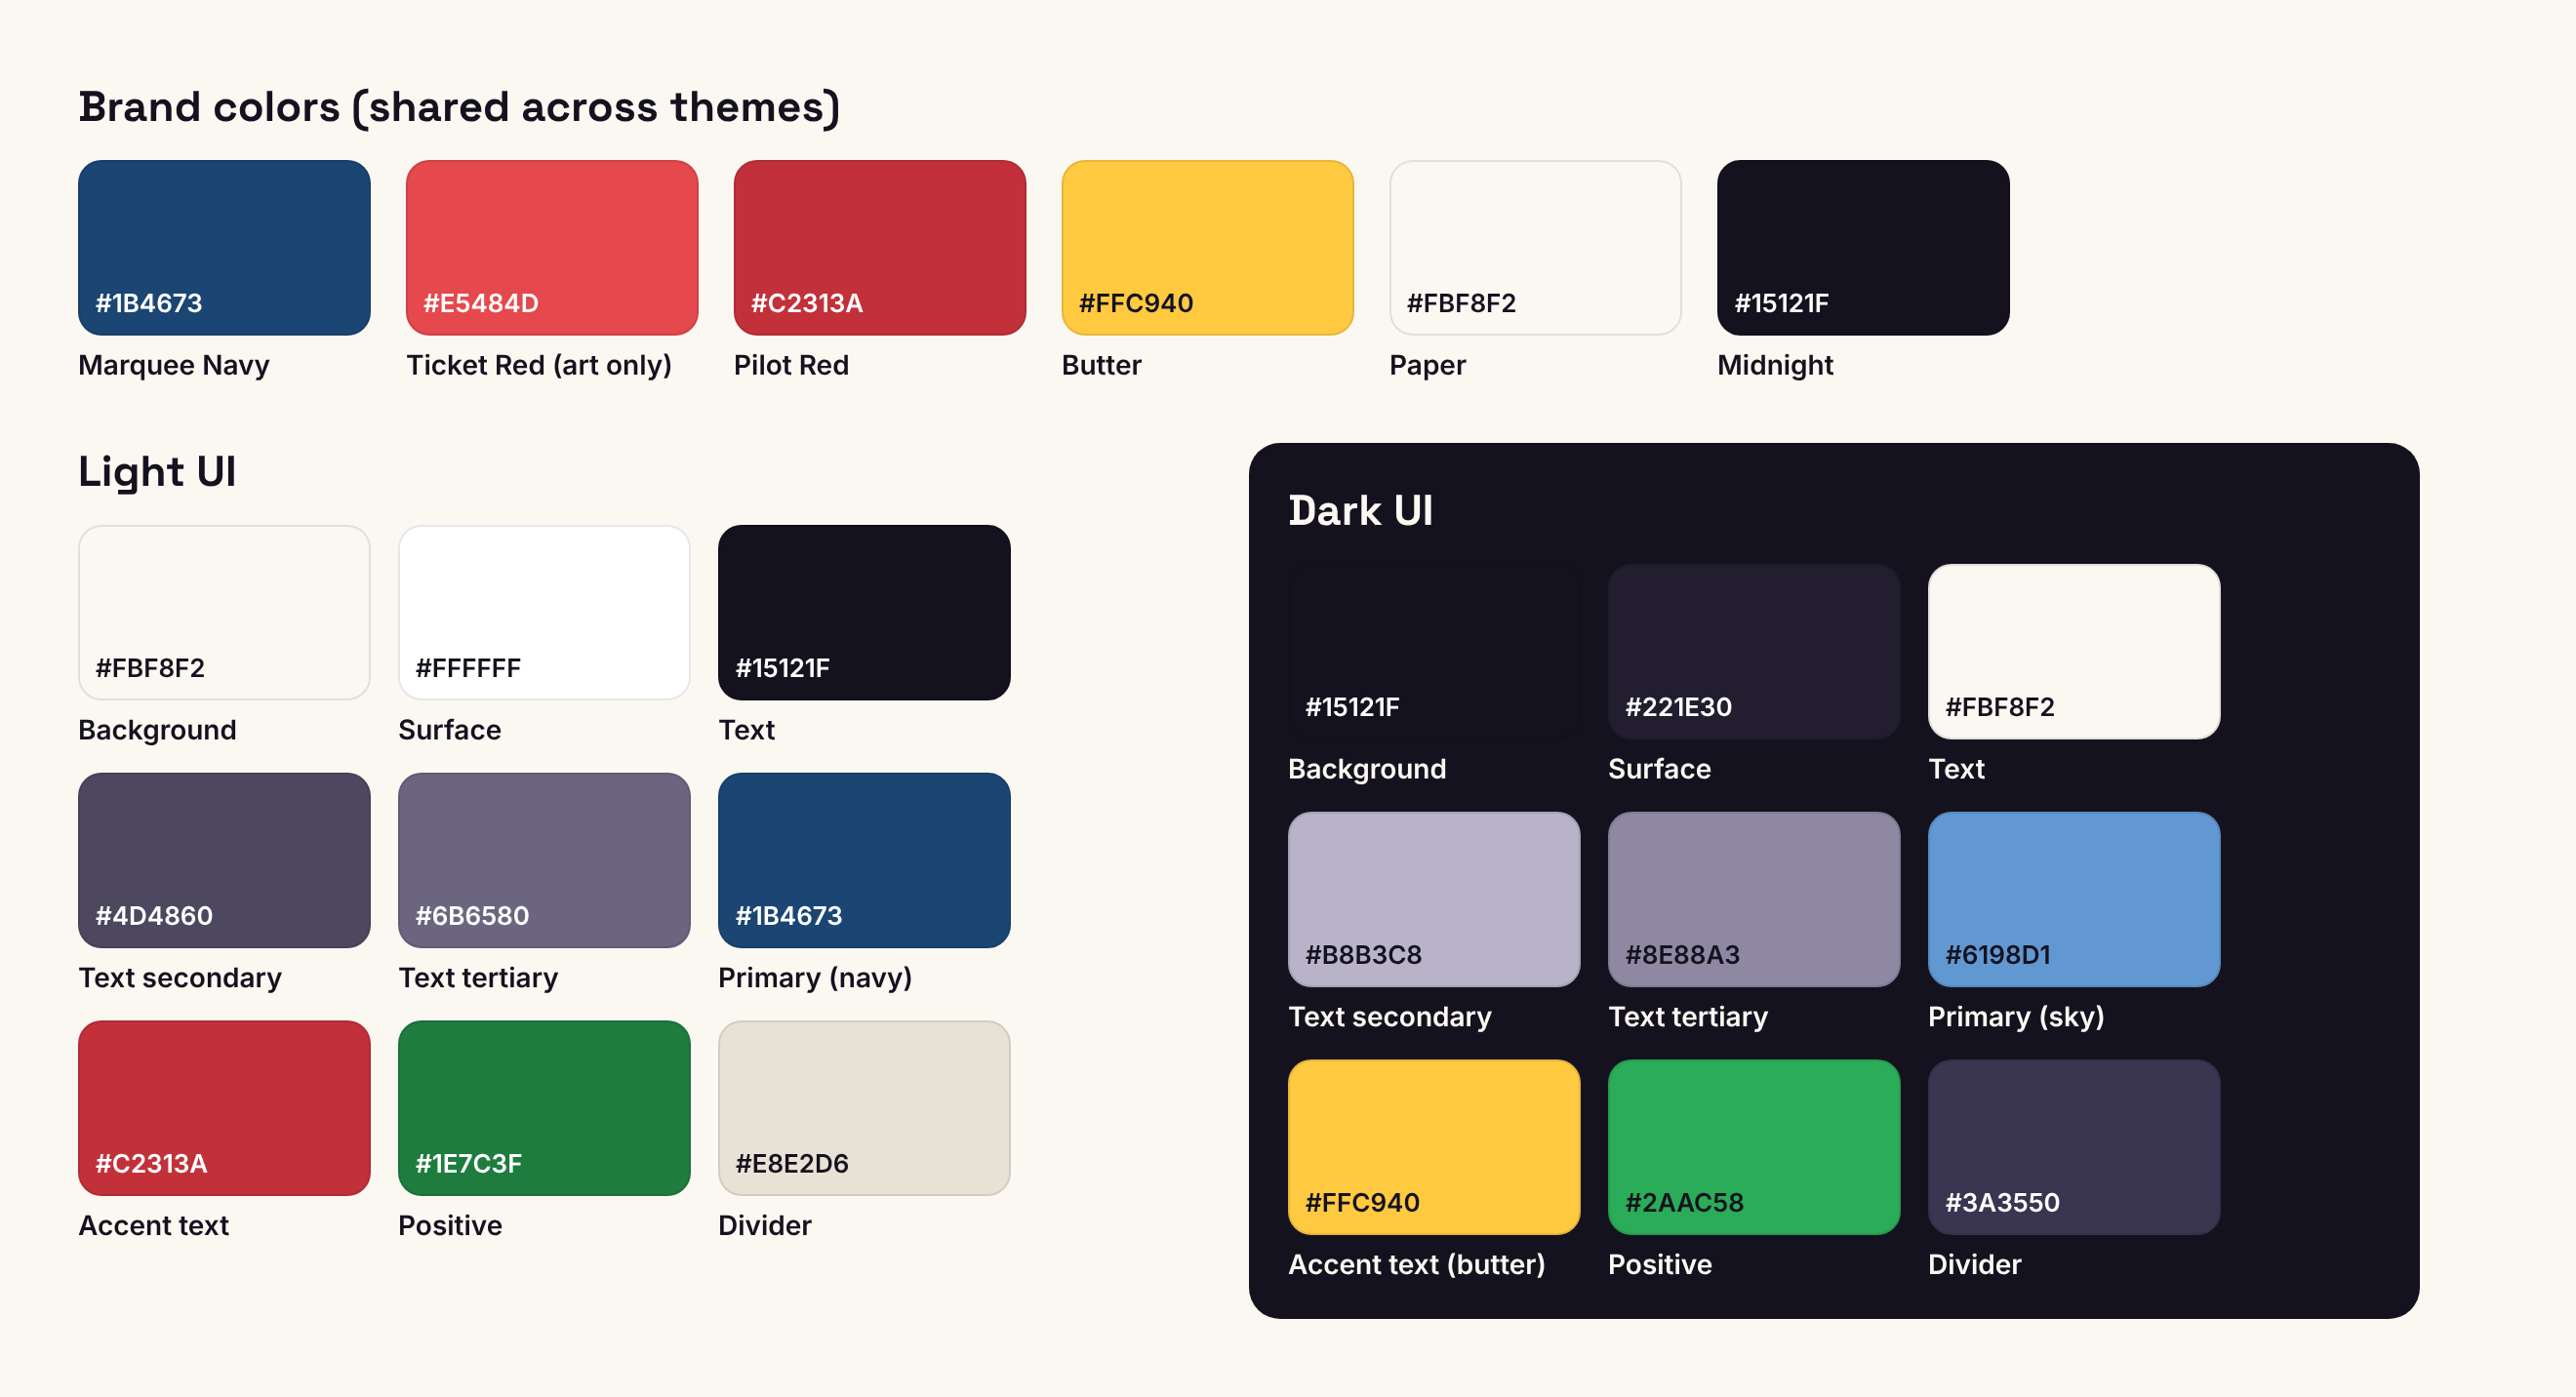 Brand colors (shared across themes)
#1B4673
#E5484D
#C2313A
#FFC940
#FBF8F2
#15121F
Marquee Navy
Ticket Red (art only)
Pilot Red
Butter
Paper
Midnight
Light UI
#FBF8F2
#FFFFFF
#15121F
Background
Surface
Text
#4D4860
#6B6580
#1B4673
Text secondary
Text tertiary
Primary (navy)
#C2313A
#1E7C3F
#E8E2D6
Accent text
Positive
Divider
Dark UI
#15121F
#221E30
#FBF8F2
Background
Surface
Text
#B8B3C8
#8E88A3
#6198D1
Text secondary
Text tertiary
Primary (sky)
#FFC940
#2AAC58
#3A3550
Accent text (butter)
Positive
Divider